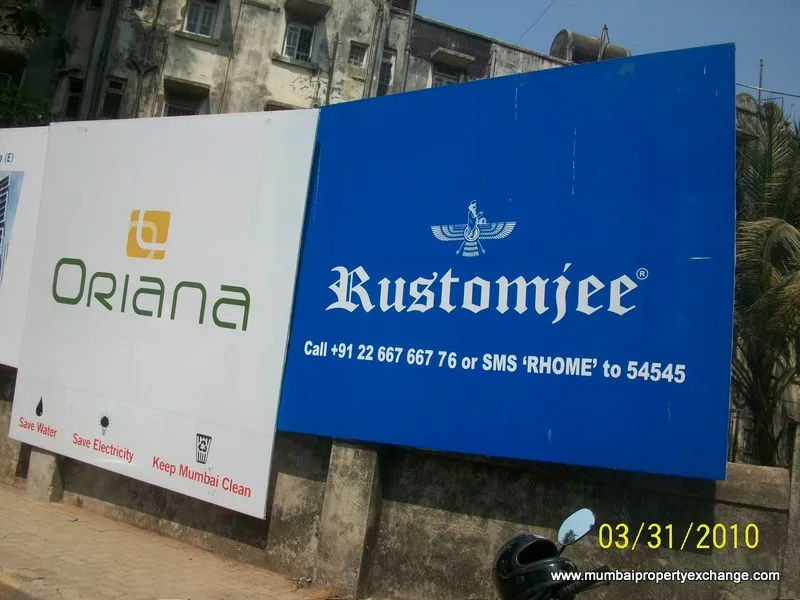 a (E)
ORIANA
Save Water
Save Electricity
Keep Mumbai Clean
Rustomjee®
Call +91 22 667 667 76 or SMS ‘RHOME’ to 54545
03/31/2010
www.mumbaipropertyexchange.com